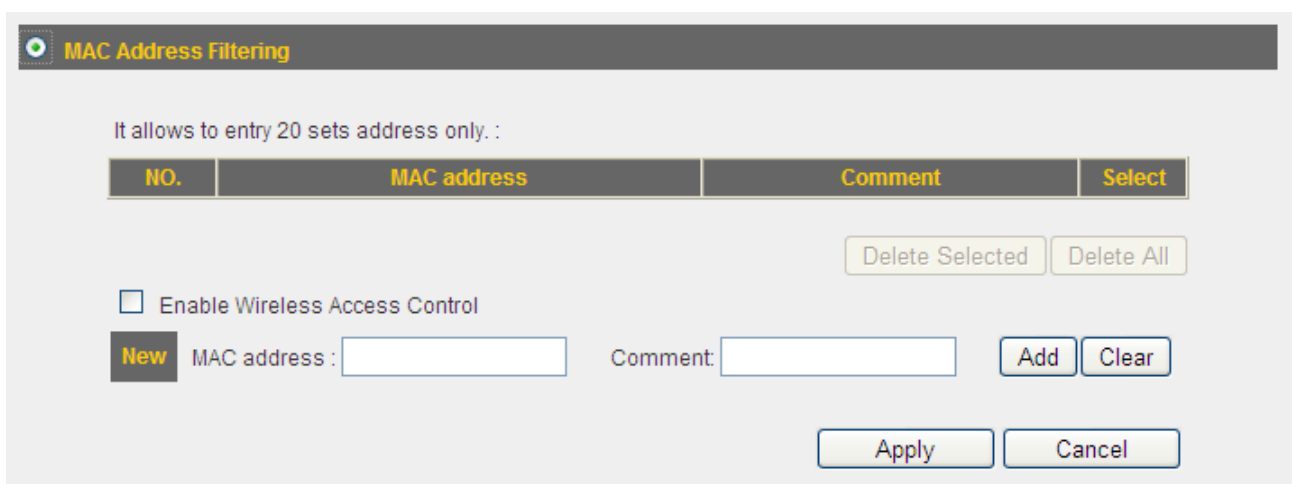 MAC Address Filtering
It allows to entry 20 sets address only. :
NO. MAC address Comment Select
Delete Selected Delete All
Enable Wireless Access Control
New MAC address : Comment: Add Clear
Apply Cancel